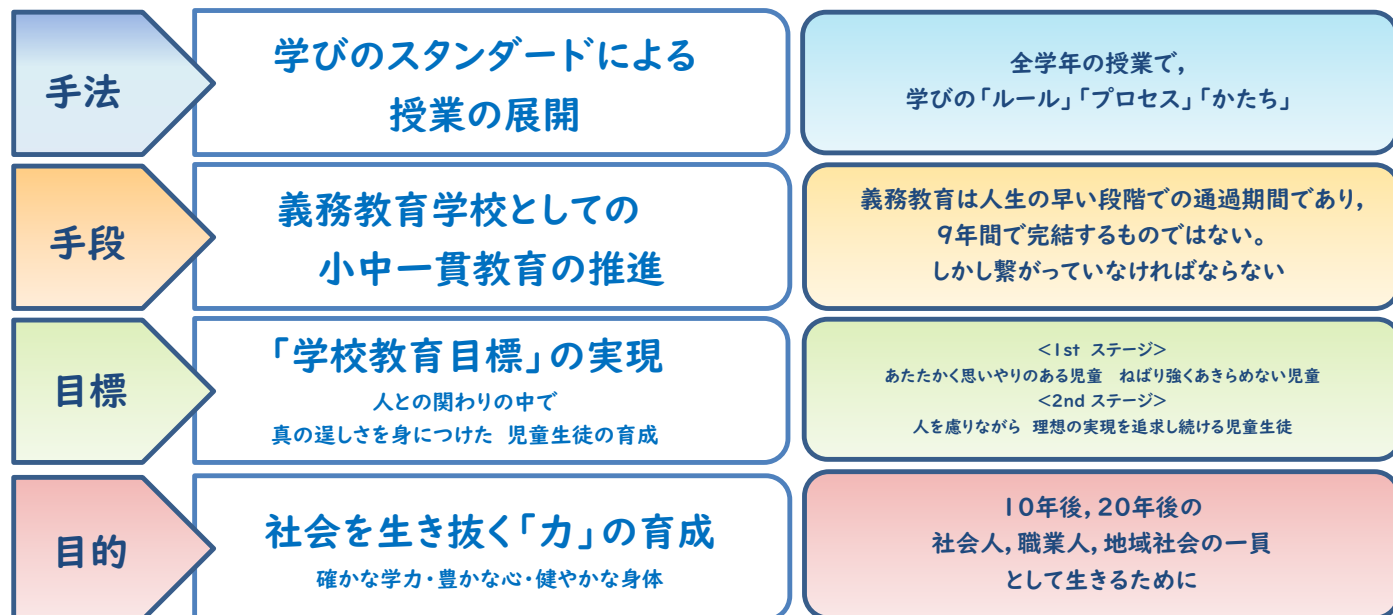 手法
学びのスタンダードによる
授業の展開
全学年の授業で,
学びの「ルール」「プロセス」「かたち」
手段
義務教育学校としての
小中一貫教育の推進
義務教育は人生の早い段階での通過期間であり,
9年間で完結するものではない。
しかし繋がっていなければならない
目標
「学校教育目標」の実現
人との関わりの中で
真の逞しさを身につけた 児童生徒の育成
<1st ステージ>
あたたかく思いやりのある児童　ねばり強くあきらめない児童
<2nd ステージ>
人を慮りながら 理想の実現を追求し続ける児童生徒
目的
社会を生き抜く「力」の育成
確かな学力・豊かな心・健やかな身体
10年後,20年後の
社会人,職業人,地域社会の一員
として生きるために